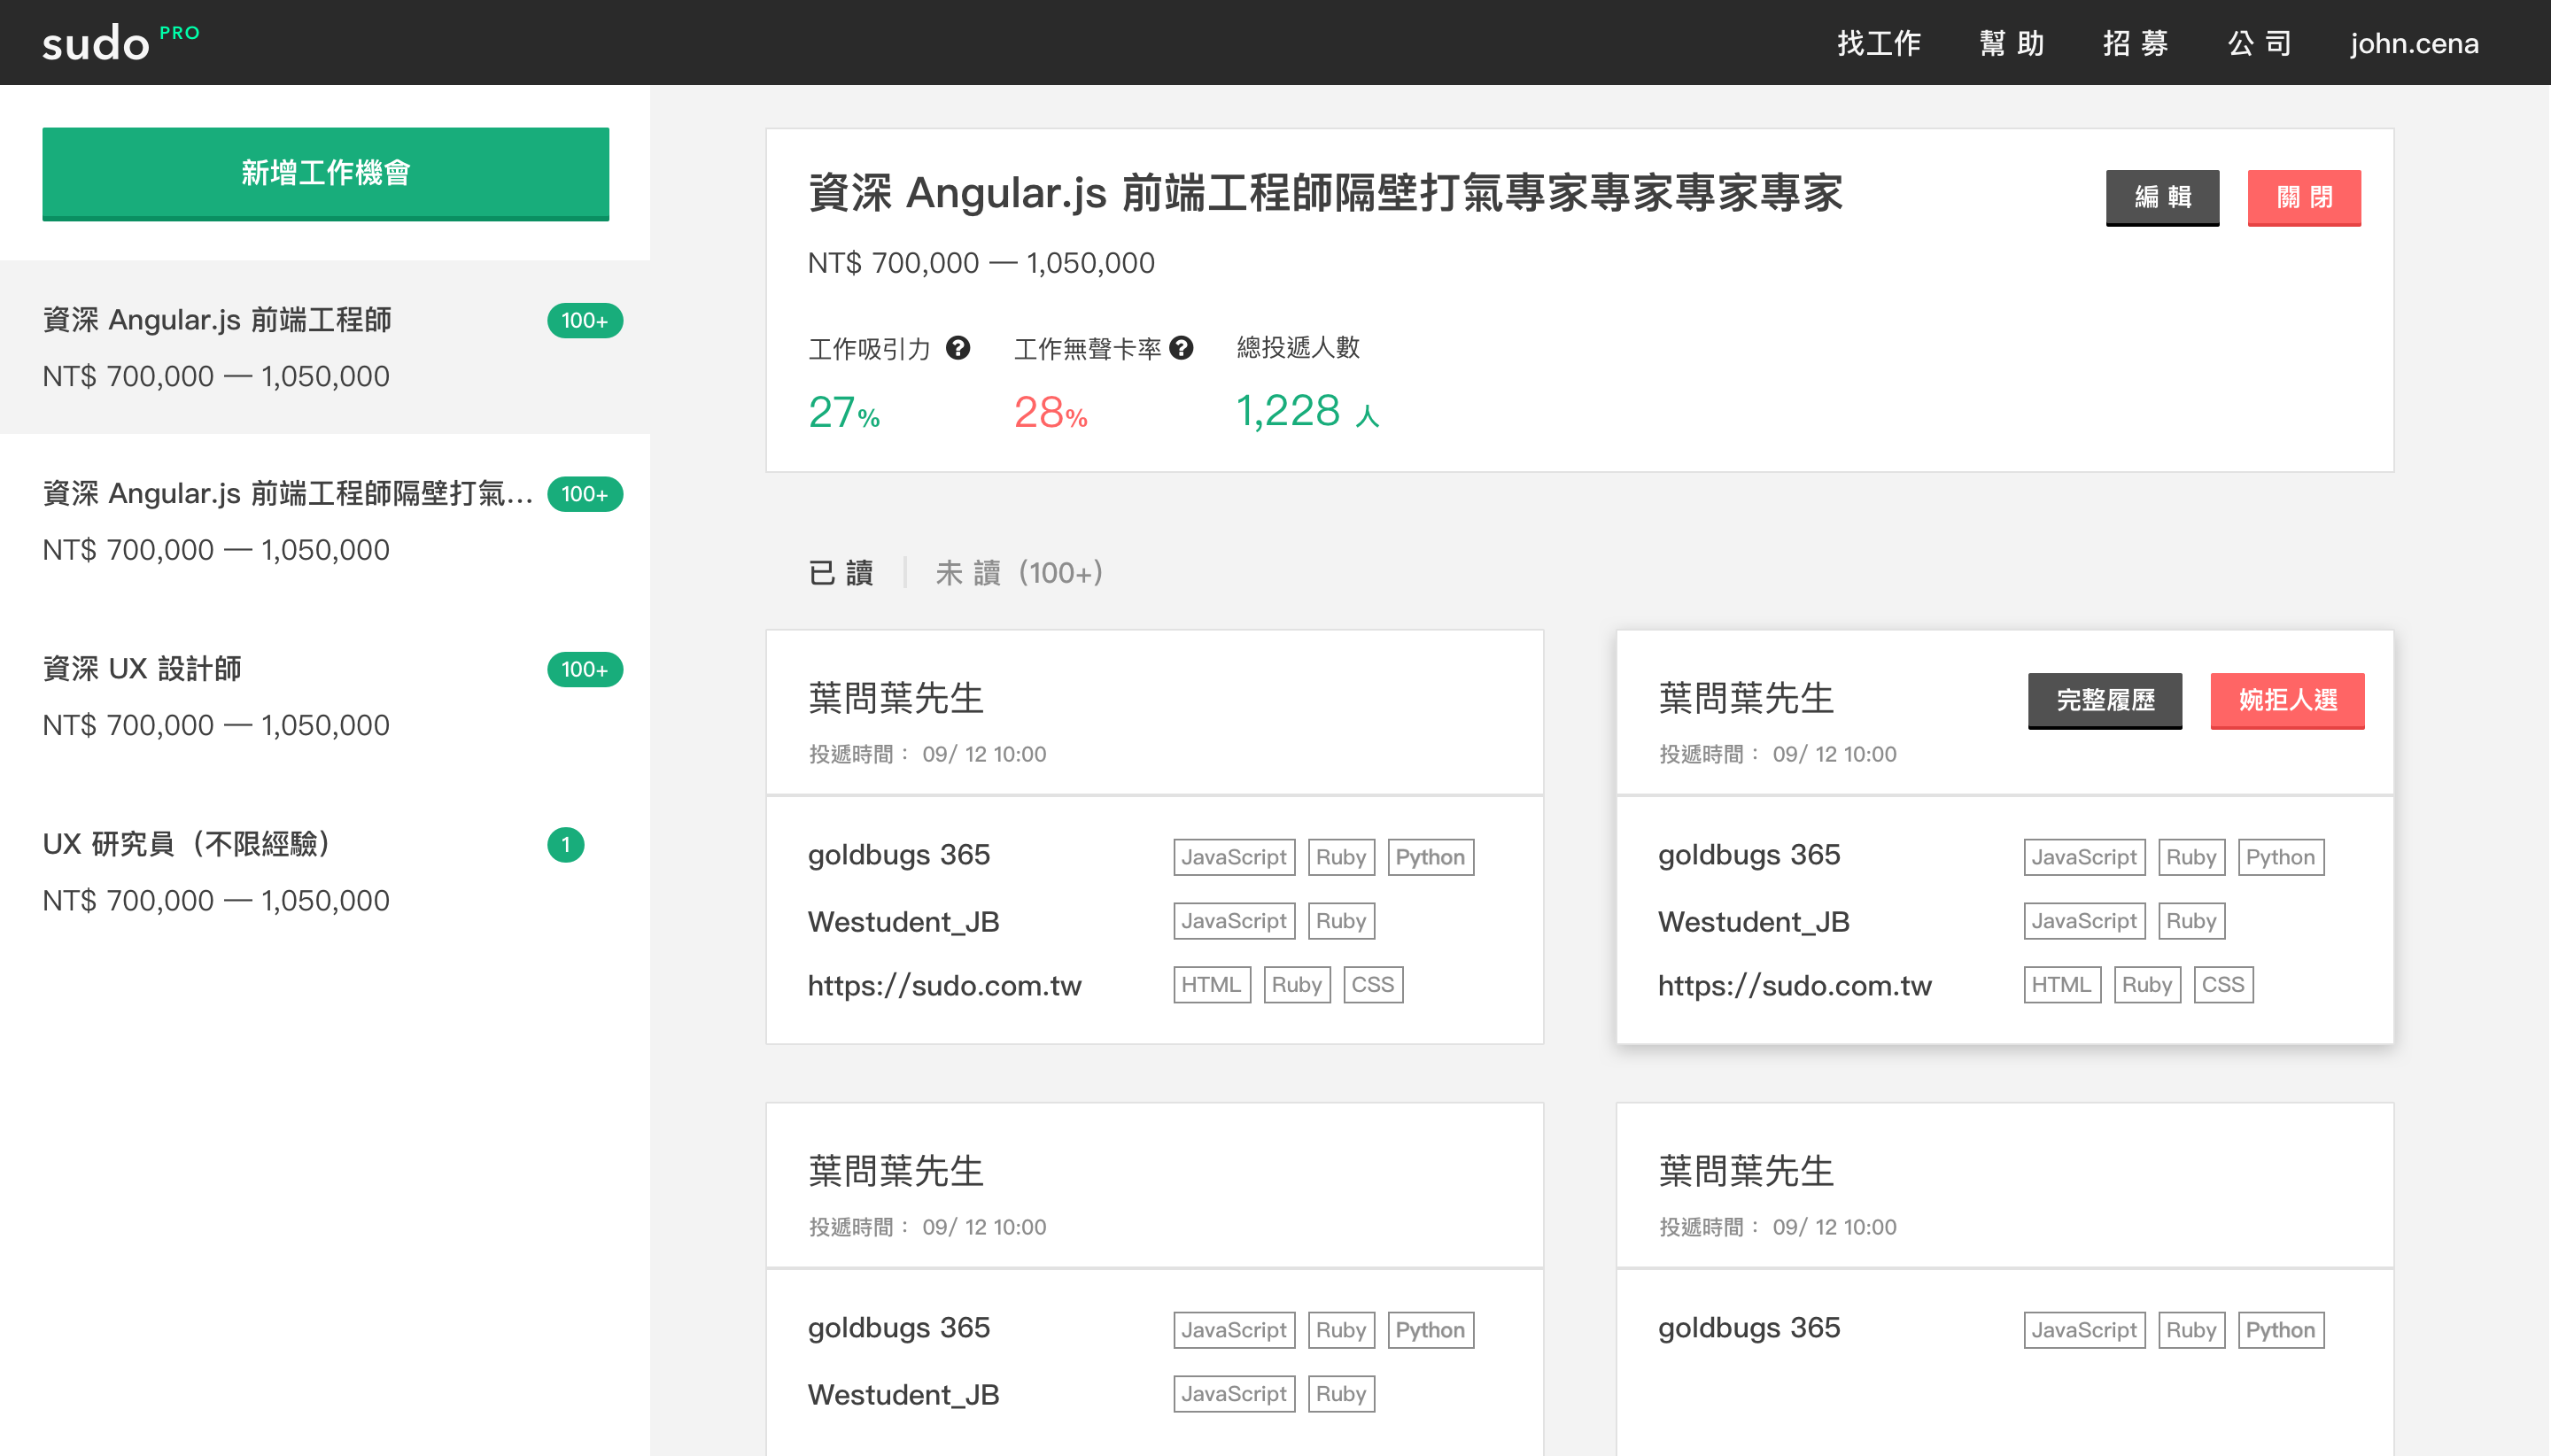 sudo PRO
找工作 幫助 招募 公司 john.cena
新增工作機會
資深 Angular.js 前端工程師 100+
NT$ 700,000 — 1,050,000
資深 Angular.js 前端工程師隔壁打氣... 100+
NT$ 700,000 — 1,050,000
資深 UX 設計師 100+
NT$ 700,000 — 1,050,000
UX 研究員（不限經驗） 1
NT$ 700,000 — 1,050,000
資深 Angular.js 前端工程師隔壁打氣專家專家專家專家
編輯 關閉
NT$ 700,000 — 1,050,000
工作吸引力 ? 工作無聲卡率 ? 總投遞人數
27% 28% 1,228 人
已讀 | 未讀 (100+)
葉問葉先生
投遞時間： 09/ 12 10:00
goldbugs 365 JavaScript Ruby Python
Westudent_JB JavaScript Ruby
https://sudo.com.tw HTML Ruby CSS
葉問葉先生 完整履歷 婉拒人選
投遞時間： 09/ 12 10:00
goldbugs 365 JavaScript Ruby Python
Westudent_JB JavaScript Ruby
https://sudo.com.tw HTML Ruby CSS
葉問葉先生
投遞時間： 09/ 12 10:00
goldbugs 365 JavaScript Ruby Python
Westudent_JB JavaScript Ruby
葉問葉先生
投遞時間： 09/ 12 10:00
goldbugs 365 JavaScript Ruby Python